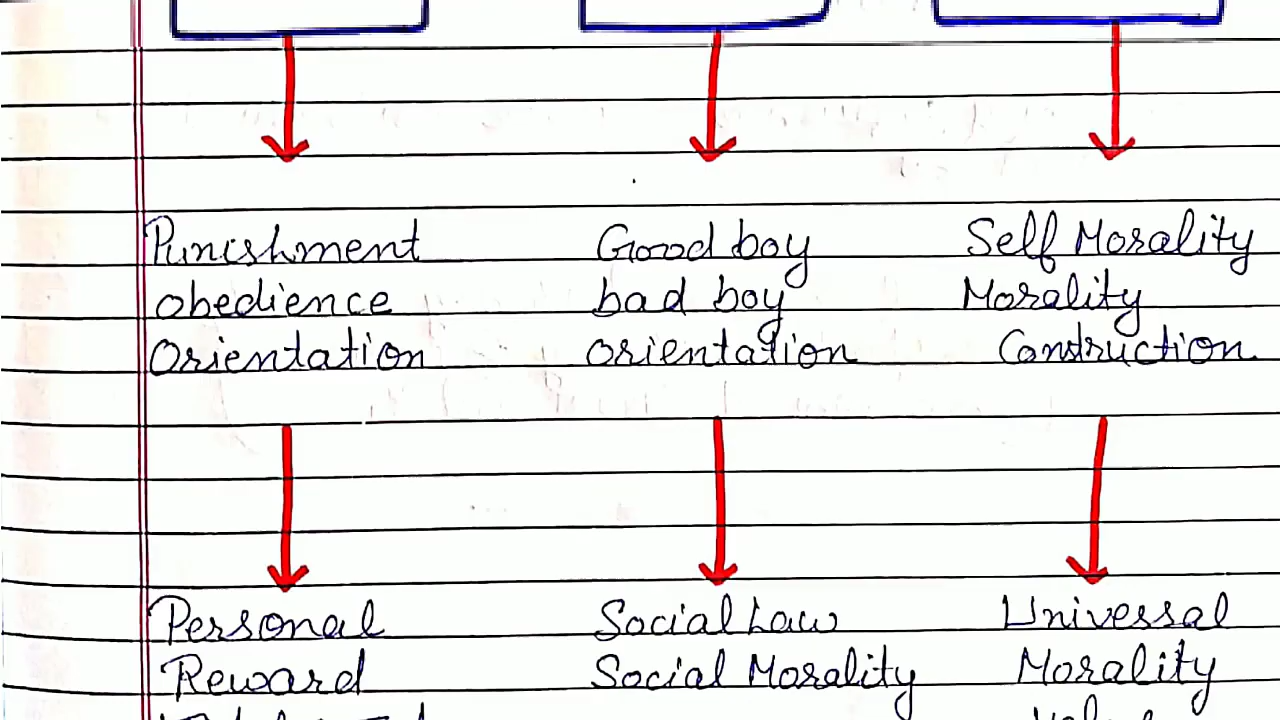 Punishment
obedience
Orientation
Good boy
bad boy
orientation
Self Morality
Morality
Construction
Personal
Reward
Social Law
Social Morality
Universal
Morality